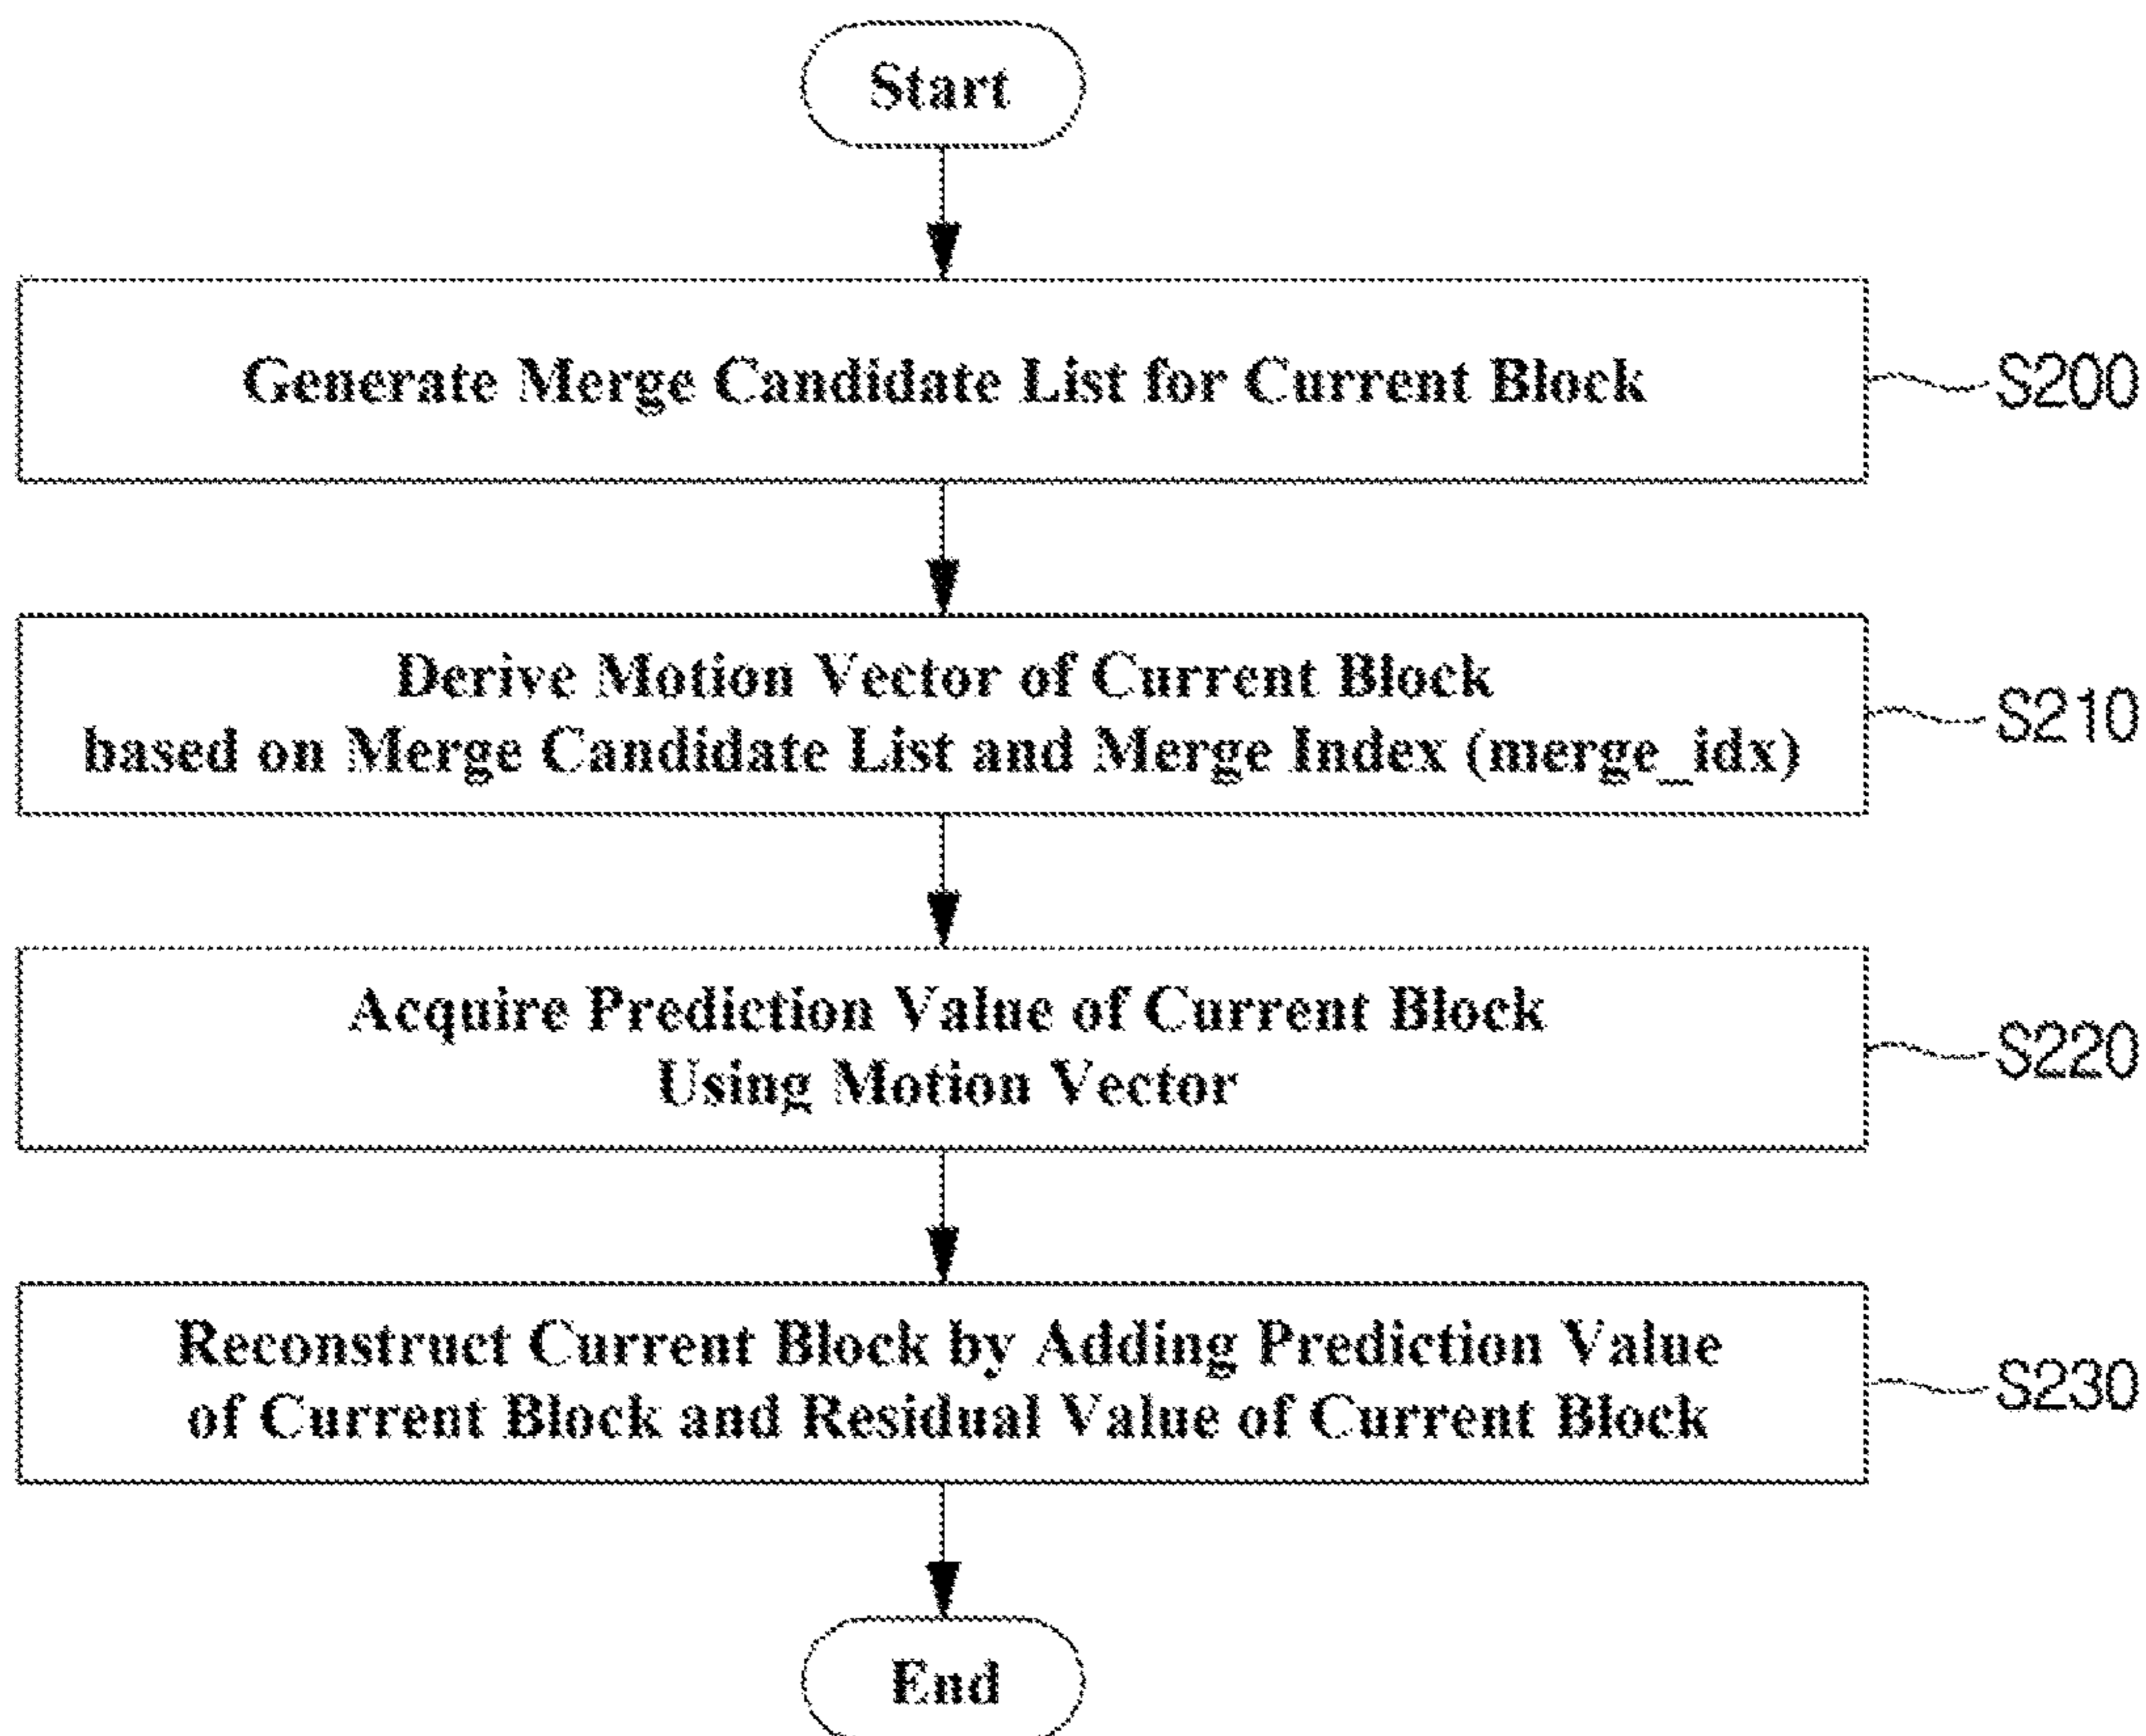 Start
Generate Merge Candidate List for Current Block
S200
Derive Motion Vector of Current Block
based on Merge Candidate List and Merge Index (merge_idx)
S210
Acquire Prediction Value of Current Block
Using Motion Vector
S220
Reconstruct Current Block by Adding Prediction Value
of Current Block and Residual Value of Current Block
S230
End